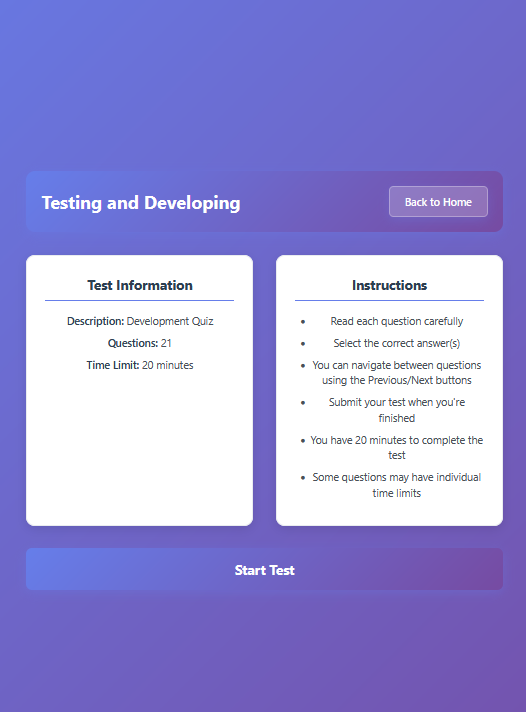 Testing and Developing
Back to Home
Test Information
Description: Development Quiz
Questions: 21
Time Limit: 20 minutes
Instructions
• Read each question carefully
• Select the correct answer(s)
• You can navigate between questions
using the Previous/Next buttons
• Submit your test when you're
finished
• You have 20 minutes to complete the
test
• Some questions may have individual
time limits
Start Test